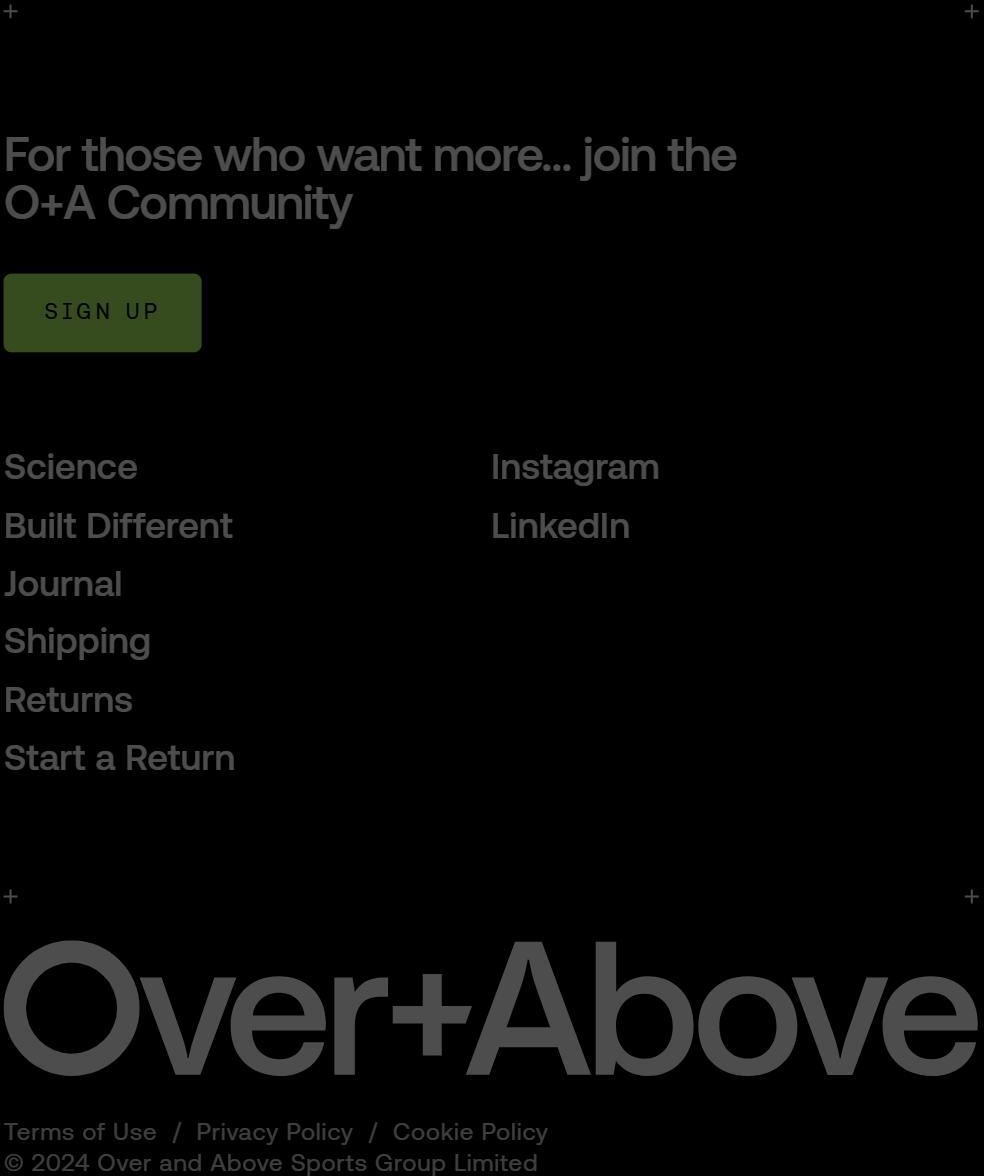 For those who want more... join the
O+A Community
SIGN UP
Science
Built Different
Journal
Shipping
Returns
Start a Return
Instagram
LinkedIn
Over+Above
Terms of Use / Privacy Policy / Cookie Policy
© 2024 Over and Above Sports Group Limited